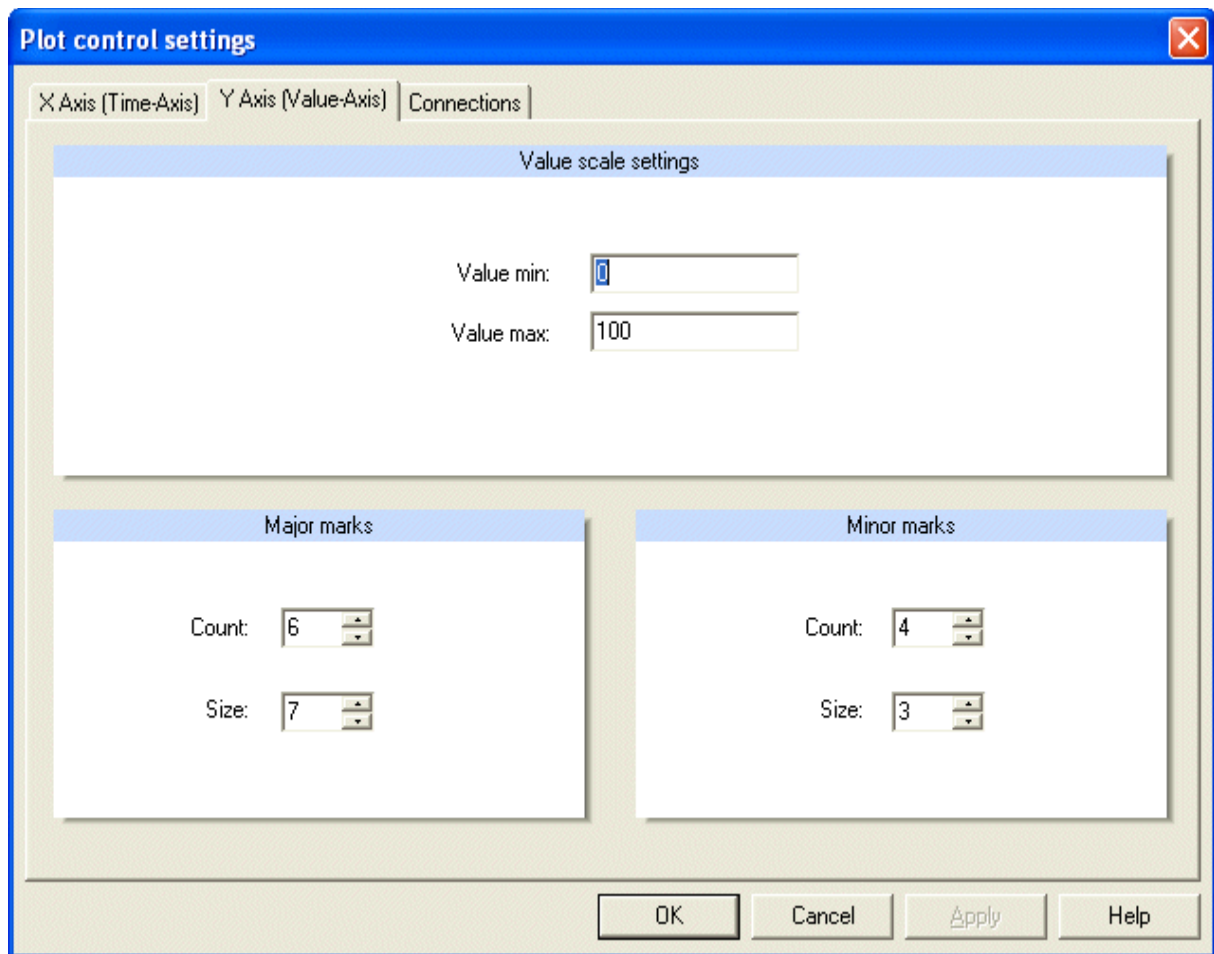 Plot control settings
X Axis (Time-Axis) Y Axis (Value-Axis) Connections
Value scale settings
Value min: 0
Value max: 100
Major marks
Count: 6
Size: 7
Minor marks
Count: 4
Size: 3
OK Cancel Apply Help